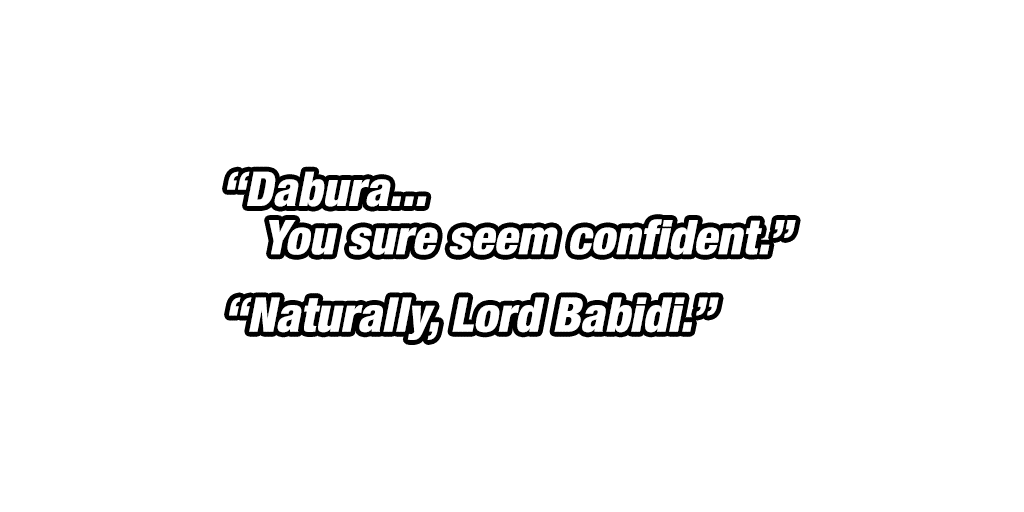 “Dabura...
You sure seem confident.”
“Naturally, Lord Babidi.”